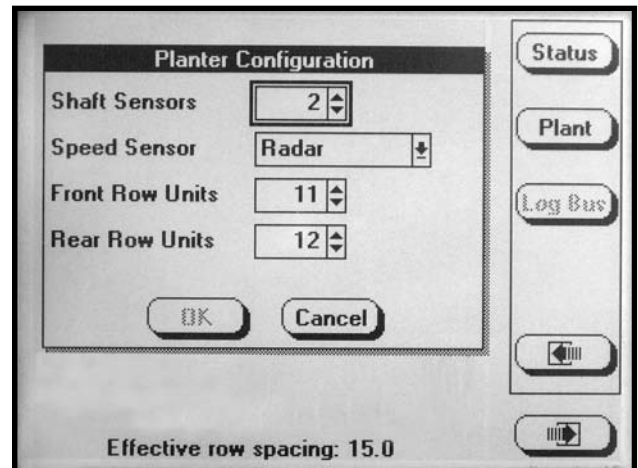 Planter Configuration
Shaft Sensors 2
Speed Sensor Radar
Front Row Units 11
Rear Row Units 12
OK Cancel
Effective row spacing: 15.0
Status
Plant
Log Bus